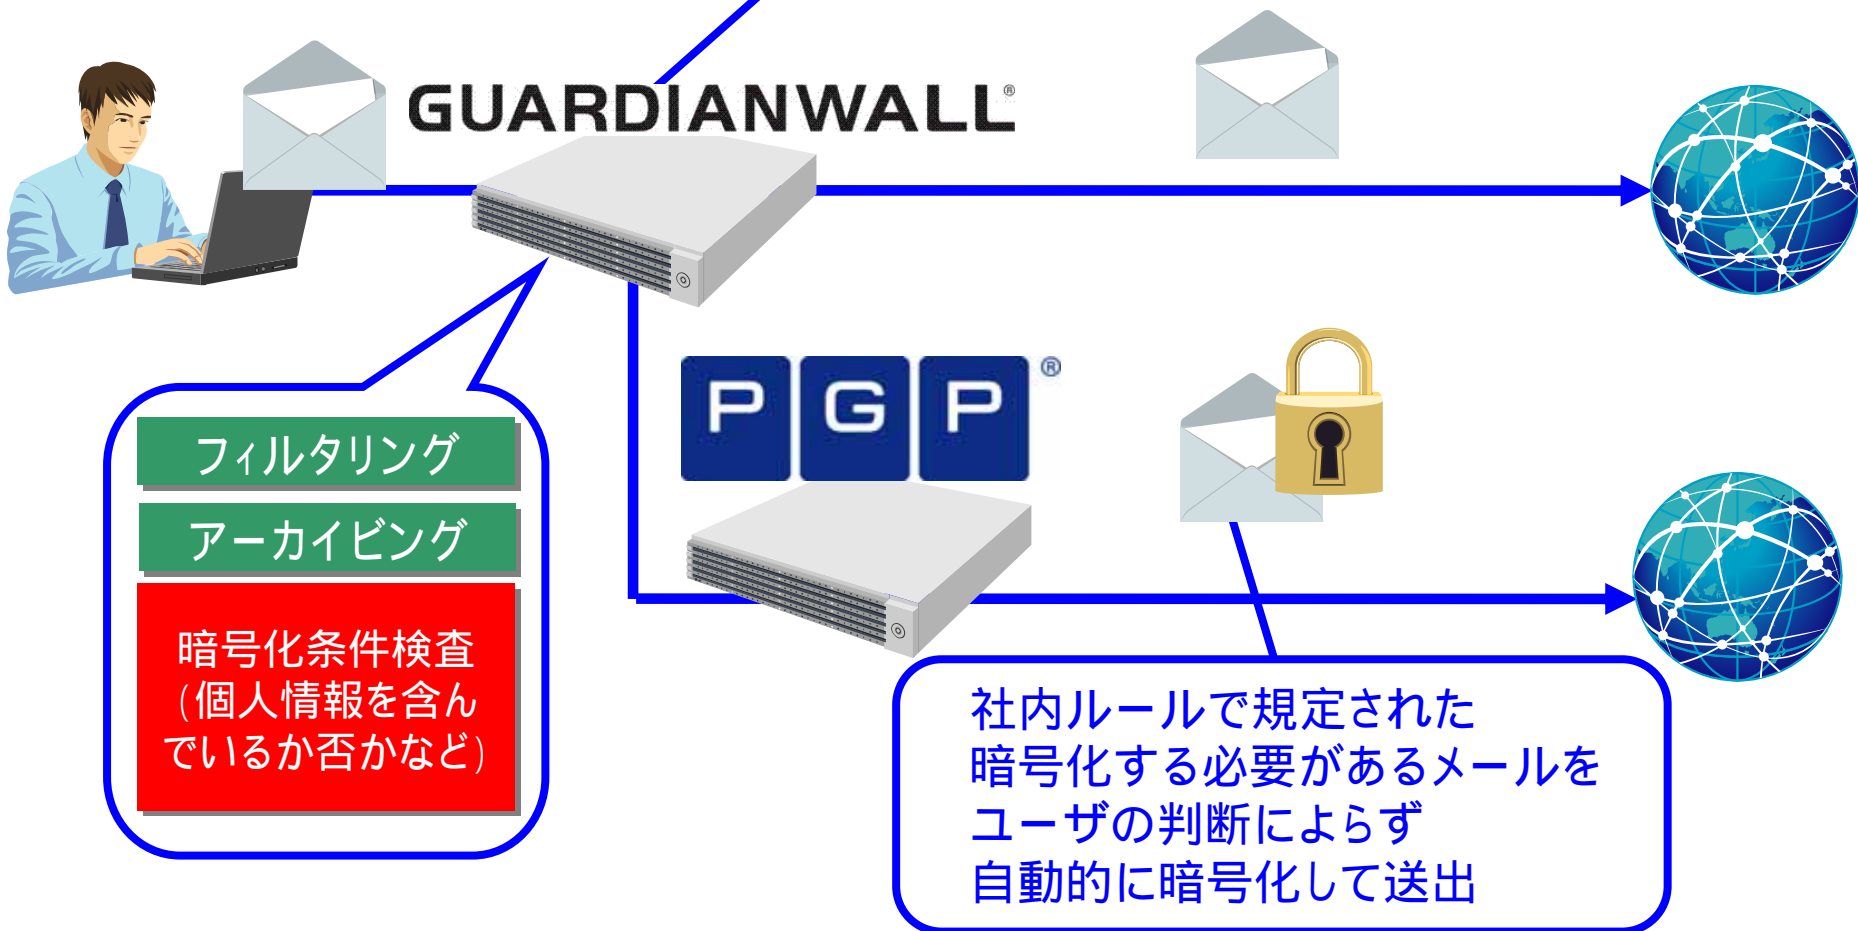 GUARDIANWALL®
PGP®
フィルタリング
アーカイビング
暗号化条件検査
(個人情報を含ん
でいるか否かなど)
社内ルールで規定された
暗号化する必要があるメールを
ユーザの判断によらず
自動的に暗号化して送出